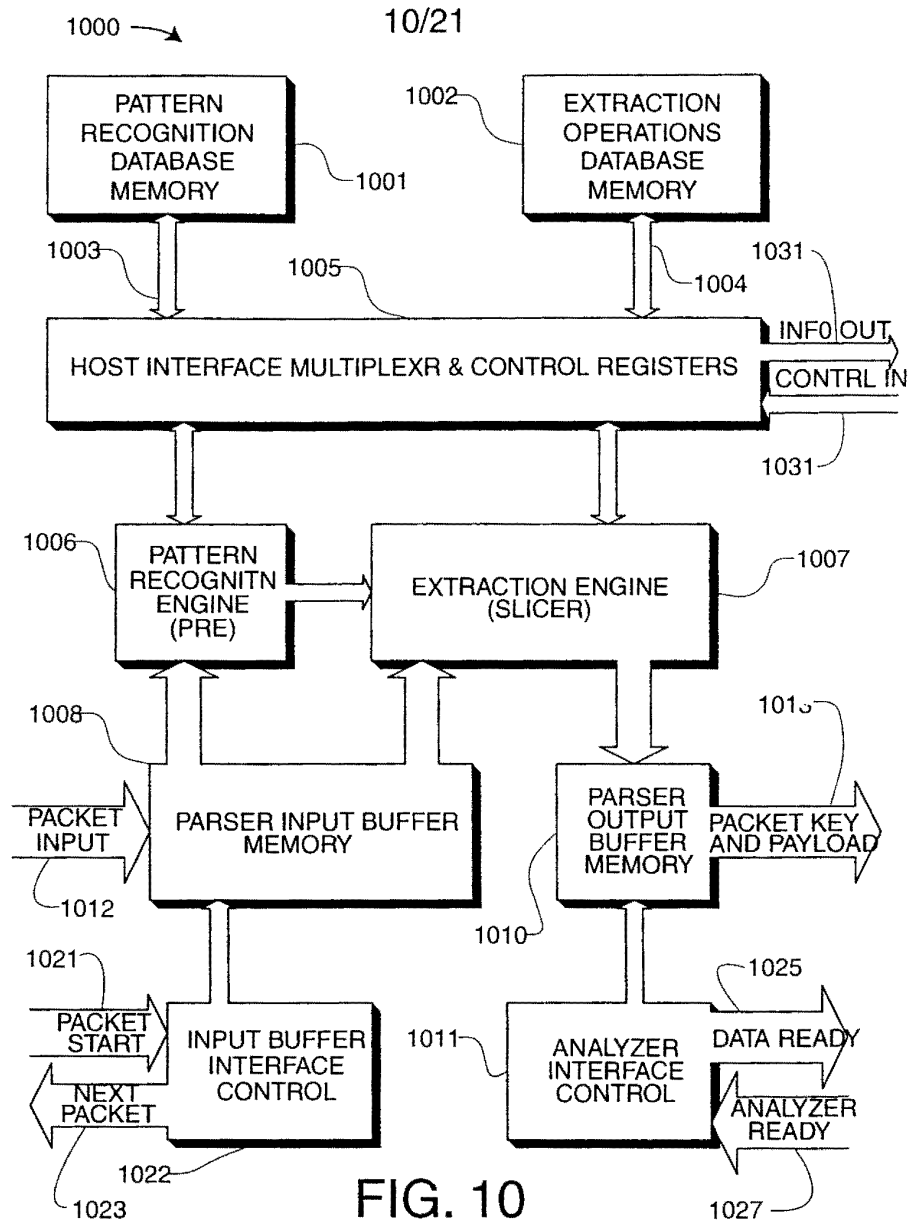 10/21
1000
PATTERN
RECOGNITION
DATABASE
MEMORY
1001
1002
EXTRACTION
OPERATIONS
DATABASE
MEMORY
1003
1005
1004
1031
INFO OUT
HOST INTERFACE MULTIPLEXR & CONTROL REGISTERS
CONTRL IN
1031
1006
PATTERN
RECOGNITN
ENGINE
(PRE)
EXTRACTION ENGINE
(SLICER)
1007
1008
PACKET
INPUT
1012
PARSER INPUT BUFFER
MEMORY
PARSER
OUTPUT
BUFFER
MEMORY
1010
PACKET KEY
AND PAYLOAD
1021
PACKET
START
NEXT
PACKET
1023
INPUT BUFFER
INTERFACE
CONTROL
1022
1011
ANALYZER
INTERFACE
CONTROL
1025
DATA READY
ANALYZER
READY
1027
FIG. 10